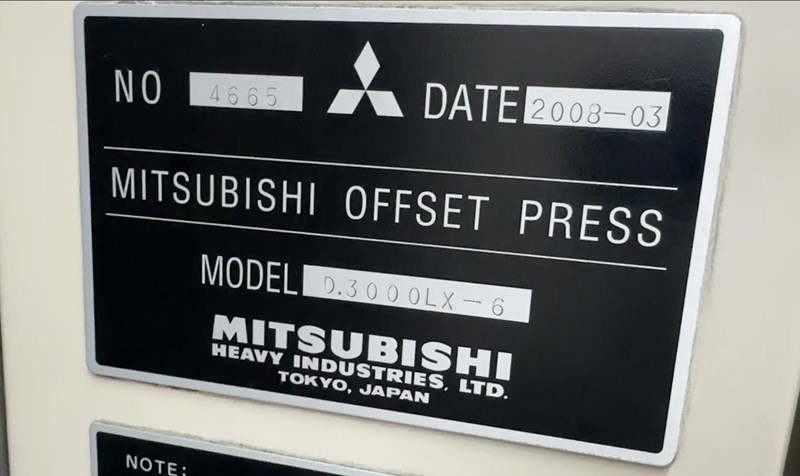 NO 4665 DATE 2008-03
MITSUBISHI OFFSET PRESS
MODEL D.3000LX-6
MITSUBISHI
HEAVY INDUSTRIES, LTD.
TOKYO, JAPAN
NOTE: